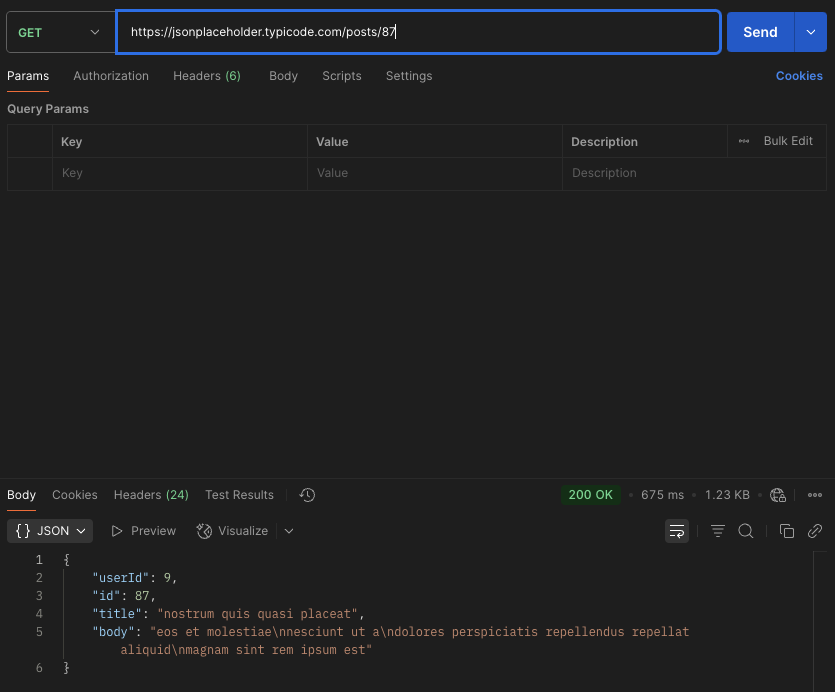 GET https://jsonplaceholder.typicode.com/posts/87 Send
Params Authorization Headers (6) Body Scripts Settings Cookies
Query Params
Key Value Description Bulk Edit
Key Value Description
Body Cookies Headers (24) Test Results 200 OK 675 ms 1.23 KB
{} JSON Preview Visualize
1 {
2 "userId": 9,
3 "id": 87,
4 "title": "nostrum quis quasi placeat",
5 "body": "eos et molestiae\nnesciunt ut a\ndolores perspiciatis repellendus repellat
aliquid\nmagnam sint rem ipsum est"
6 }